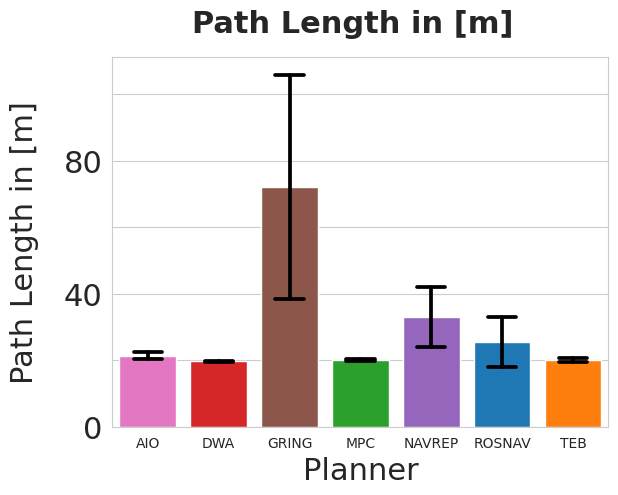 Path Length in [m]
Path Length in [m]
80
40
0
AIO DWA GRING MPC NAVREP ROSNAV TEB
Planner